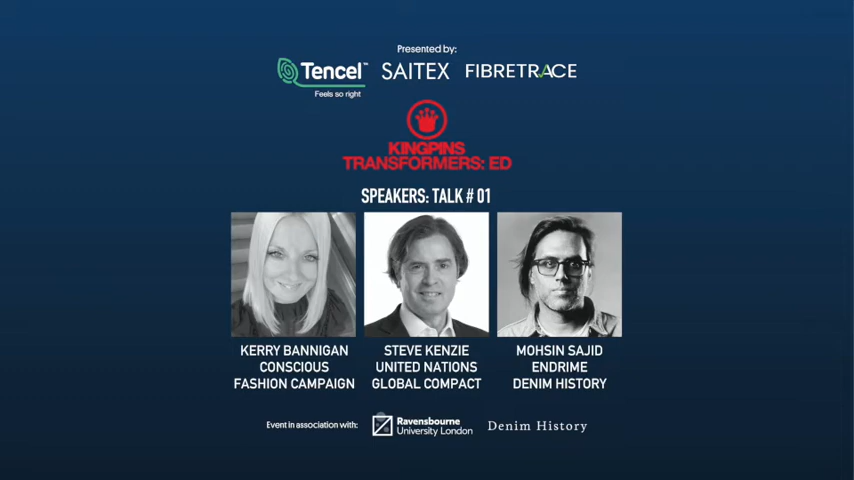 Presented by:
Tencel™ SAITEX FIBRETRACE
Feels so right
KINGPINS
TRANSFORMERS: ED
SPEAKERS: TALK # 01
KERRY BANNIGAN
CONSCIOUS
FASHION CAMPAIGN
STEVE KENZIE
UNITED NATIONS
GLOBAL COMPACT
MOHSIN SAJID
ENDRIME
DENIM HISTORY
Event in association with:
Ravensbourne
University London
Denim History